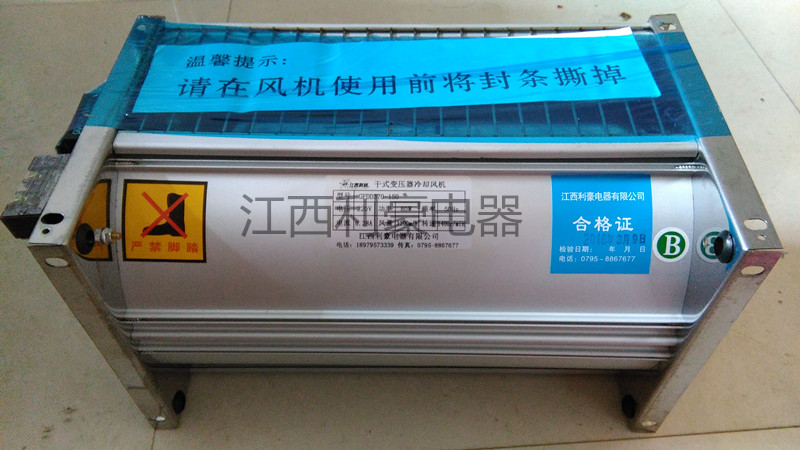 温馨提示:
请在风机使用前将封条撕掉
严禁脚踏
干式变压器冷却风机
江西利豪电器有限公司
电话: 18979573339 传真: 0795-8867677
江西利豪电器
江西利豪电器有限公司
合格证
检验日期: 年 月 日
电话: 0795-8867677
B